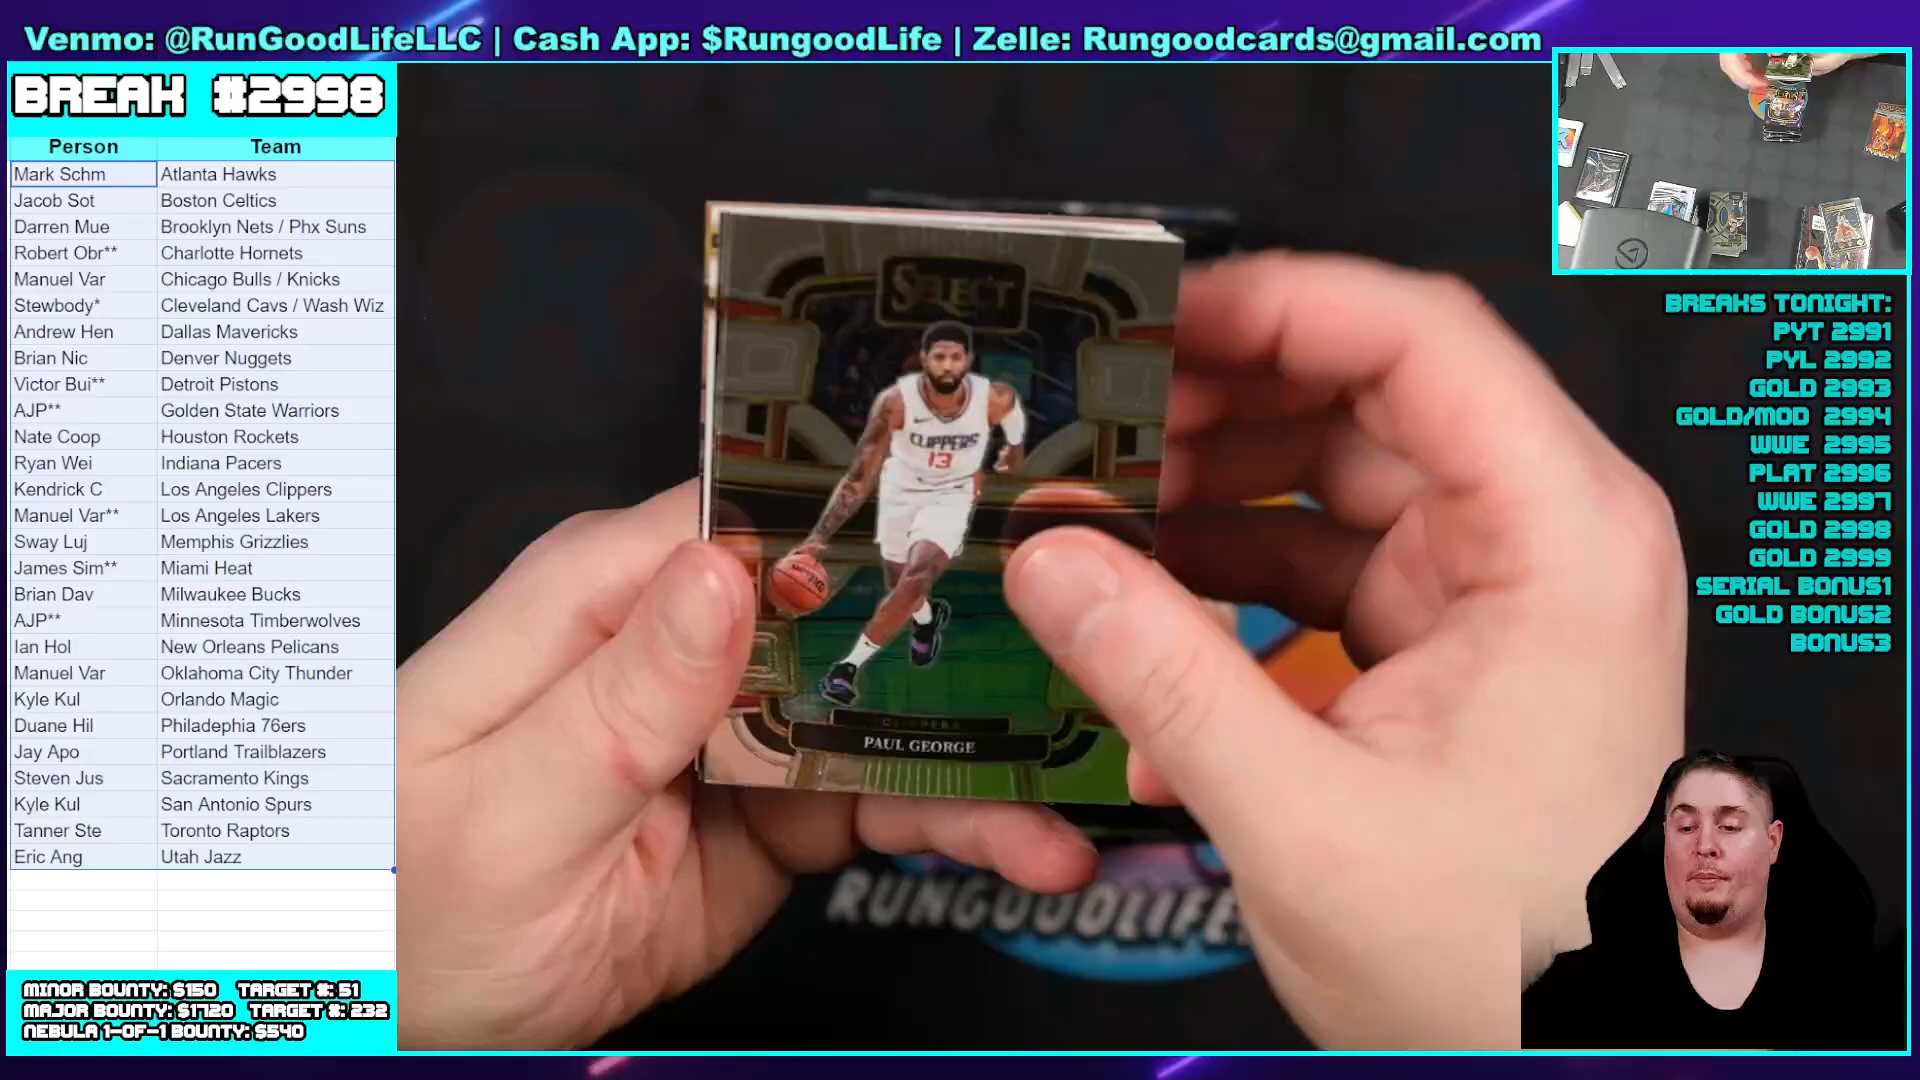 Venmo: @RunGoodLifeLLC | Cash App: $RungoodLife | Zelle: Rungoodcards@gmail.com
BREAK #2998
Person Team
Mark Schm Atlanta Hawks
Jacob Sot Boston Celtics
Darren Mue Brooklyn Nets / Phx Suns
Robert Obr** Charlotte Hornets
Manuel Var Chicago Bulls / Knicks
Stewbody* Cleveland Cavs / Wash Wiz
Andrew Hen Dallas Mavericks
Brian Nic Denver Nuggets
Victor Bui** Detroit Pistons
AJP** Golden State Warriors
Nate Coop Houston Rockets
Ryan Wei Indiana Pacers
Kendrick C Los Angeles Clippers
Manuel Var** Los Angeles Lakers
Sway Luj Memphis Grizzlies
James Sim** Miami Heat
Brian Dav Milwaukee Bucks
AJP** Minnesota Timberwolves
Ian Hol New Orleans Pelicans
Manuel Var Oklahoma City Thunder
Kyle Kul Orlando Magic
Duane Hil Philadephia 76ers
Jay Apo Portland Trailblazers
Steven Jus Sacramento Kings
Kyle Kul San Antonio Spurs
Tanner Ste Toronto Raptors
Eric Ang Utah Jazz
MINOR BOUNTY: $150 TARGET #: 51
MAJOR BOUNTY: $1720 TARGET #: 232
NEBULA 1-OF-1 BOUNTY: $540
SELECT
CLIPPERS
13
CLIPPERS
PAUL GEORGE
RUNGOODLIFE
BREAKS TONIGHT:
PYT 2991
PYL 2992
GOLD 2993
GOLD/MOD 2994
WWE 2995
PLAT 2996
WWE 2997
GOLD 2998
GOLD 2999
SERIAL BONUS1
GOLD BONUS2
BONUS3